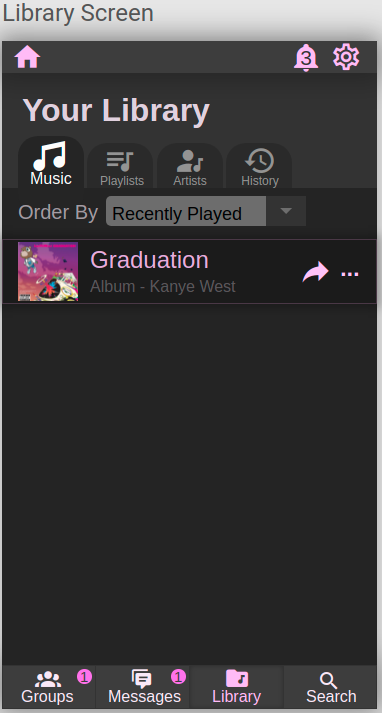 Library Screen
3
Your Library
Music Playlists Artists History
Order By Recently Played
Graduation
Album - Kanye West
...
1 1
Groups Messages Library Search